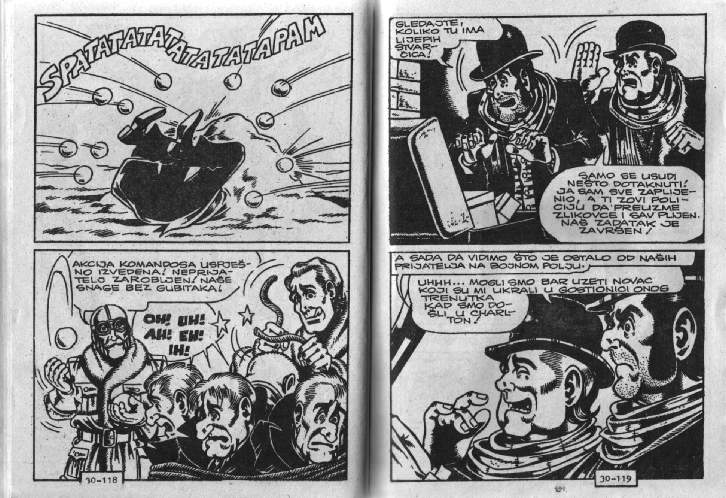 SPATATATATATATATAPAM
AKCIJA KOMANDOSA USPJEŠ-
NO IZVEDENA! NEPRIJA-
TELJ ZAROBLJEN! NAŠE
SNAGE BEZ GUBITAKA!
OH! UH!
AH! EH!
IH!
30-118
GLEDAJTE,
KOLIKO TU IMA
LIJEPIH
STVAR-
ČICA!
SAMO SE USUDI
NEŠTO DOTAKNUTI!
JA SAM SVE ZAPLIJE-
NIO, A TI ZOVI POLI-
CIJU DA PREUZME
ZLIKOVCE I SAV PLIJEN.
NAŠ ZADATAK JE
ZAVRŠEN!
A SADA DA VIDIMO ŠTO JE OSTALO OD NAŠIH
PRIJATELJA NA BOJNOM POLJU.
UHHH... MOGLI SMO BAR UZETI NOVAC
KOJI SU MI UKRALI U GOSTIONICI ONOG
TRENUTKA
KAD SMO DO-
ŠLI U CHARL-
TON!
30-119